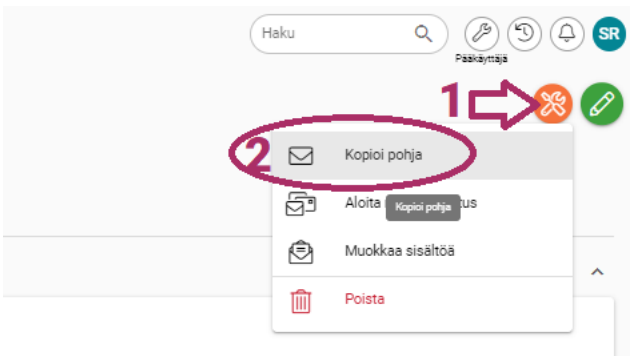 Haku
SR
Pääkäyttäjä
1
2
Kopioi pohja
Aloita
tus
Kopioi pohja
Muokkaa sisältöä
Poista